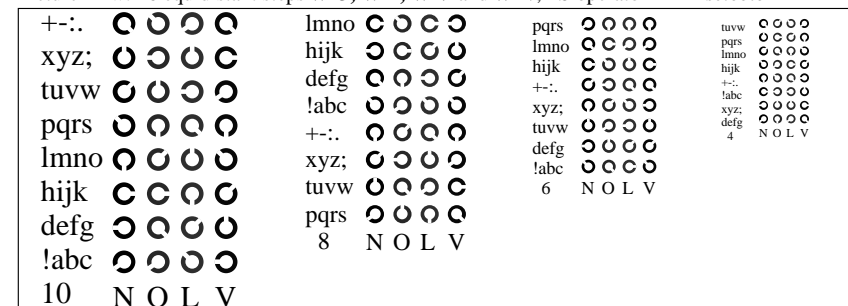 +-:.
xyz;
tuvw
pqrs
lmno
hijk
defg
!abc
10 N O L V
lmno
hijk
defg
!abc
+-:.
xyz;
tuvw
pqrs
8 N O L V
pqrs
lmno
hijk
+-:.
xyz;
tuvw
defg
!abc
6 N O L V
tuvw
pqrs
lmno
hijk
+-:.
!abc
xyz;
defg
4 N O L V